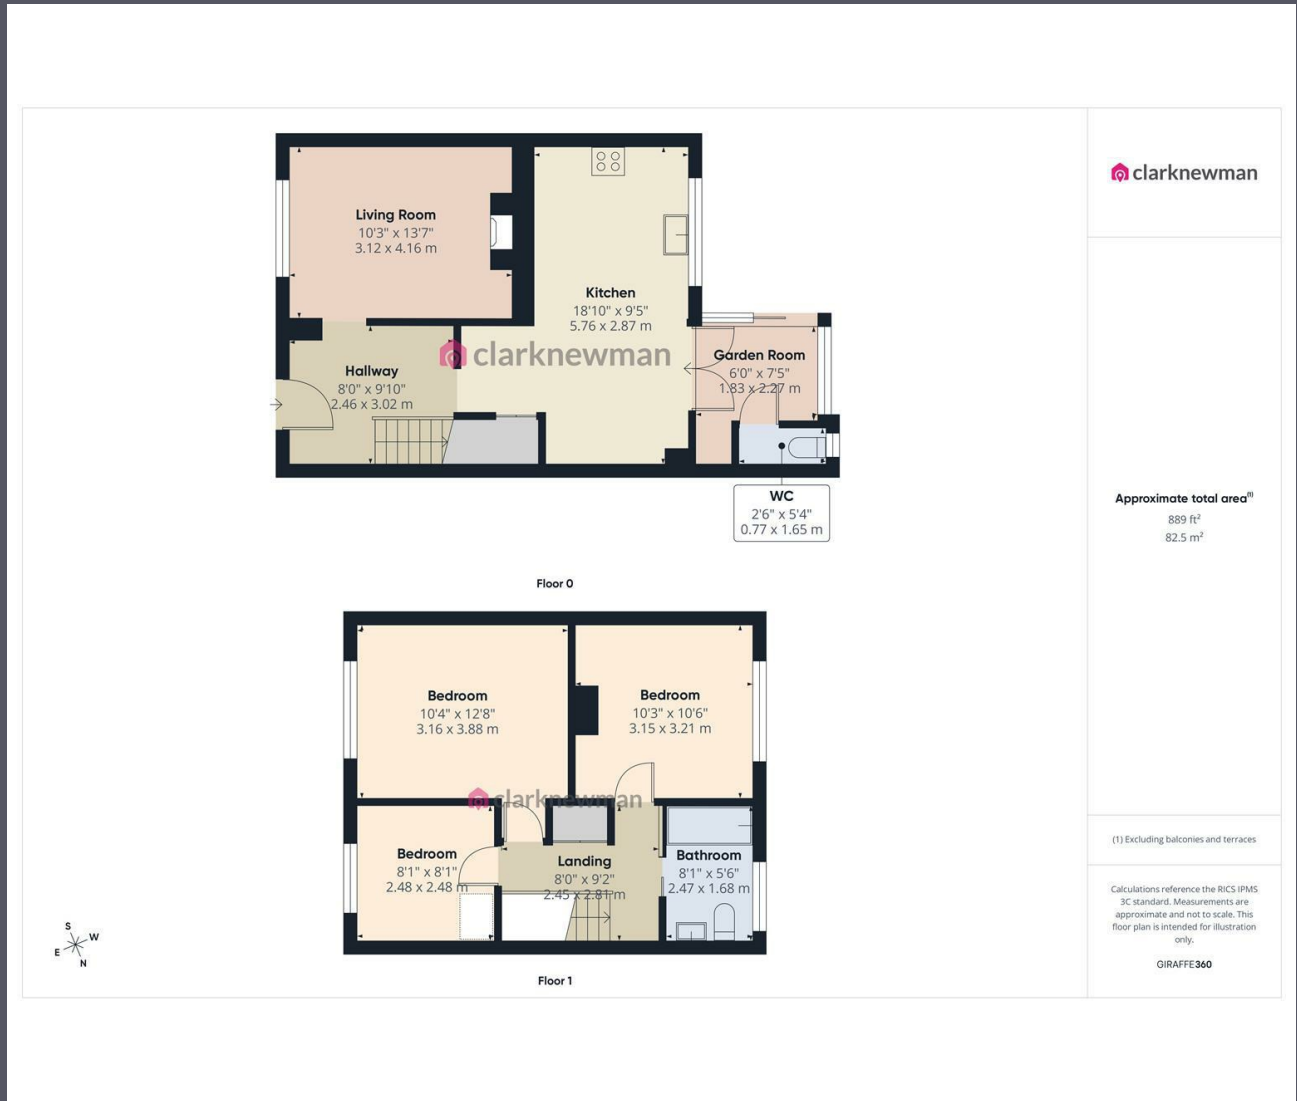 Living Room
10'3" x 13'7"
3.12 x 4.16 m
Kitchen
18'10" x 9'5"
5.76 x 2.87 m
Hallway
8'0" x 9'10"
2.46 x 3.02 m
clarknewman
Garden Room
6'0" x 7'5"
1.83 x 2.27 m
WC
2'6" x 5'4"
0.77 x 1.65 m
Floor 0
Bedroom
10'4" x 12'8"
3.16 x 3.88 m
Bedroom
10'3" x 10'6"
3.15 x 3.21 m
clarknewman
Bedroom
8'1" x 8'1"
2.48 x 2.48 m
Landing
8'0" x 9'2"
2.45 x 2.81 m
Bathroom
8'1" x 5'6"
2.47 x 1.68 m
Floor 1
S
W
E
N
clarknewman
Approximate total area(1)
889 ft²
82.5 m²
(1) Excluding balconies and terraces
Calculations reference the RICS IPMS
3C standard. Measurements are
approximate and not to scale. This
floor plan is intended for illustration
only.
GIRAFFE360